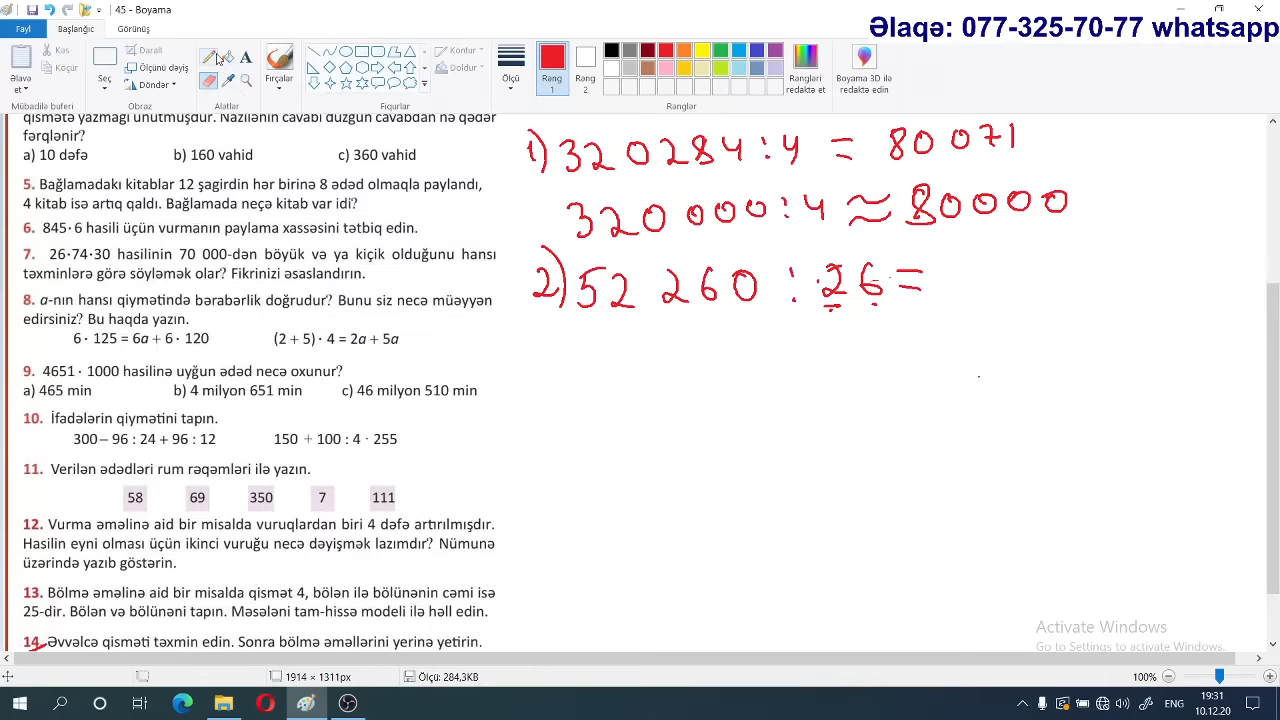 45 - Boyama
Əlaqə: 077-325-70-77 whatsapp
Fayl Başlanğıc Görünüş
Əlavə et Kəs Köçür
Mübadilə buferi
Seç Daralt Ölçüləndir Döndər
Obraz
Alətlər
Fırçalar
Kontur Doldur
Fiqurlar
Ölçü
Rəng 1 Rəng 2
Rəngləri redaktə et
Boyama 3D ilə redaktə edin
Rənglər
qismətə yazmağı unutmuşdur. Nazilənin cavabı düzgün cavabdan nə qədər
fərqlənir?
a) 10 dəfə b) 160 vahid c) 360 vahid
5. Bağlamadakı kitablar 12 şagirdin hər birinə 8 ədəd olmaqla paylandı,
4 kitab isə artıq qaldı. Bağlamada neçə kitab var idi?
6. 845 · 6 hasili üçün vurmanın paylama xassəsini tətbiq edin.
7. 26·74·30 hasilinin 70 000-dən böyük və ya kiçik olduğunu hansı
təxminlərə görə söyləmək olar? Fikrinizi əsaslandırın.
8. a-nın hansı qiymətində bərabərlik doğrudur? Bunu siz necə müəyyən
edirsiniz? Bu haqda yazın.
6 · 125 = 6a + 6 · 120 (2 + 5) · 4 = 2a + 5a
9. 4651 · 1000 hasilinə uyğun ədəd necə oxunur?
a) 465 min b) 4 milyon 651 min c) 46 milyon 510 min
10. İfadələrin qiymətini tapın.
300 – 96 : 24 + 96 : 12 150 + 100 : 4 · 255
11. Verilən ədədləri rum rəqəmləri ilə yazın.
58 69 350 7 111
12. Vurma əməlinə aid bir misalda vuruqlardan biri 4 dəfə artırılmışdır.
Hasilin eyni olması üçün ikinci vuruğu necə dəyişmək lazımdır? Nümunə
üzərində yazıb göstərin.
13. Bölmə əməlinə aid bir misalda qismət 4, bölən ilə bölünənin cəmi isə
25-dir. Bölən və bölünəni tapın. Məsələni tam-hissə modeli ilə həll edin.
14. Əvvəlcə qisməti təxmin edin. Sonra bölmə əməllərini yerinə yetirin.
1) 320284 : 4 = 80071
320000 : 4 ≈ 80000
2) 52 260 : 26 =
Activate Windows
Go to Settings to activate Windows.
1914 × 1311px
Ölçü: 284,3KB
100%
ENG
19:31
10.12.20